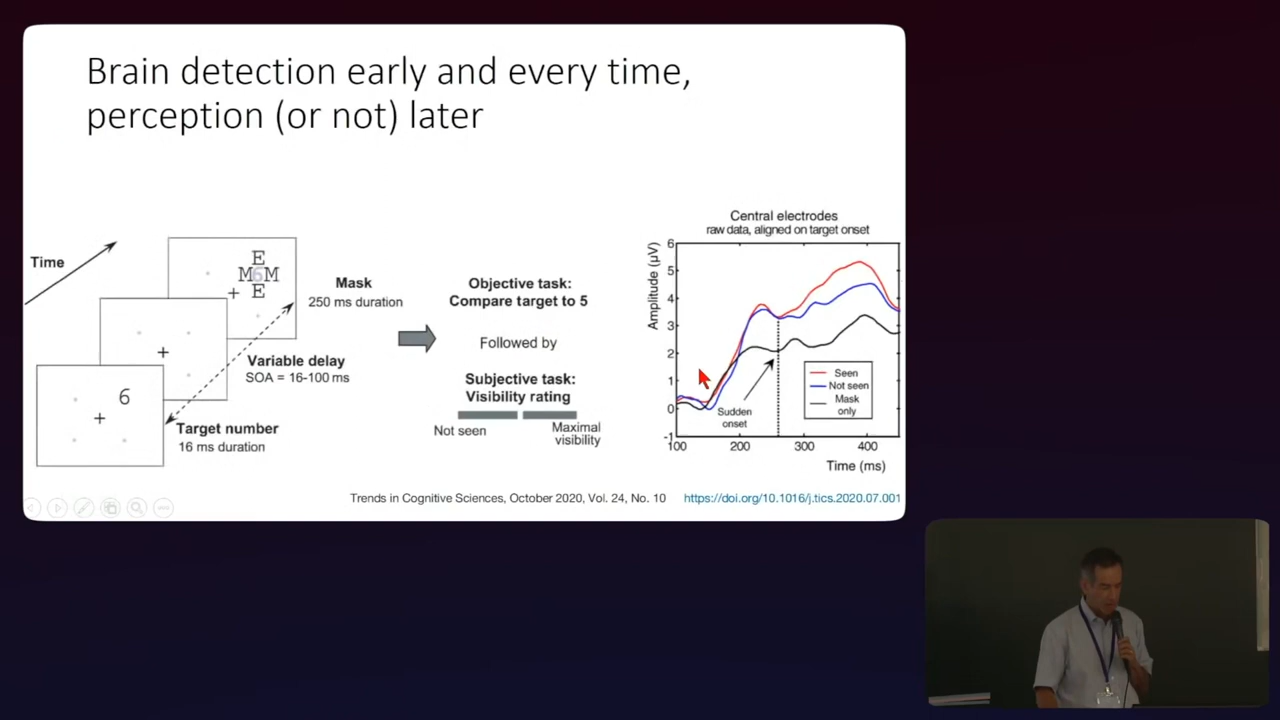 Brain detection early and every time,
perception (or not) later
Time
E
M6M
E
+
+
6
+
Mask
250 ms duration
Variable delay
SOA = 16-100 ms
Target number
16 ms duration
Objective task:
Compare target to 5
Followed by
Subjective task:
Visibility rating
Not seen
Maximal
visibility
Central electrodes
raw data, aligned on target onset
Amplitude (µV)
6
5
4
3
2
1
0
-1
Sudden
onset
Seen
Not seen
Mask
only
100
200
300
400
Time (ms)
Trends in Cognitive Sciences, October 2020, Vol. 24, No. 10
https://doi.org/10.1016/j.tics.2020.07.001